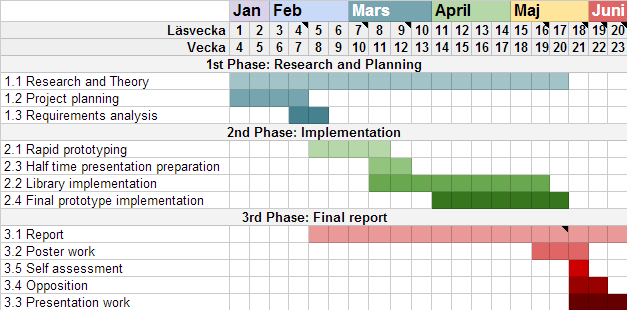 Jan Feb Mars April Maj Juni
Läsvecka 1 2 3 4 5 6 7 8 9 10 11 12 13 14 15 16 17 18 19 20
Vecka 4 5 6 7 8 9 10 11 12 13 14 15 16 17 18 19 20 21 22 23
1st Phase: Research and Planning
1.1 Research and Theory
1.2 Project planning
1.3 Requirements analysis
2nd Phase: Implementation
2.1 Rapid prototyping
2.3 Half time presentation preparation
2.2 Library implementation
2.4 Final prototype implementation
3rd Phase: Final report
3.1 Report
3.2 Poster work
3.5 Self assessment
3.4 Opposition
3.3 Presentation work